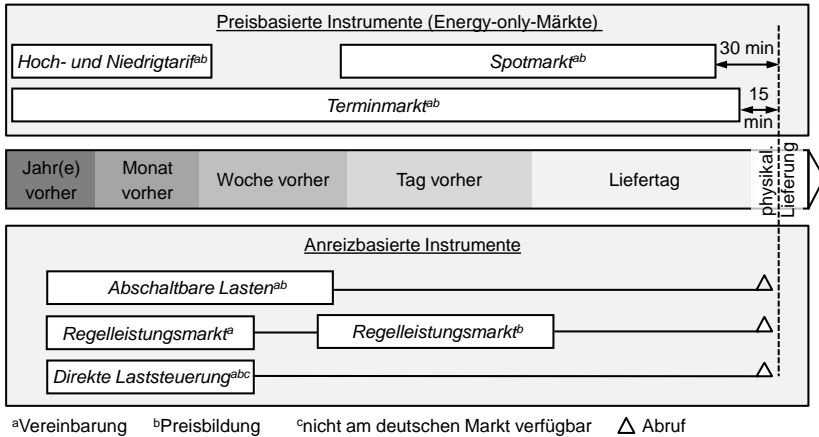 Preisbasierte Instrumente (Energy-only-Märkte)
30 min
Hoch- und Niedrigtarifᵃᵇ
Spotmarktᵃᵇ
Terminmarktᵃᵇ
15
min
Jahr(e)
vorher
Monat
vorher
Woche vorher
Tag vorher
Liefertag
physikal.
Lieferung
Anreizbasierte Instrumente
Abschaltbare Lastenᵃᵇ
Regelleistungsmarktᵃ
Regelleistungsmarktᵇ
Direkte Laststeuerungᵃᵇᶜ
ᵃVereinbarung ᵇPreisbildung ᶜnicht am deutschen Markt verfügbar △ Abruf